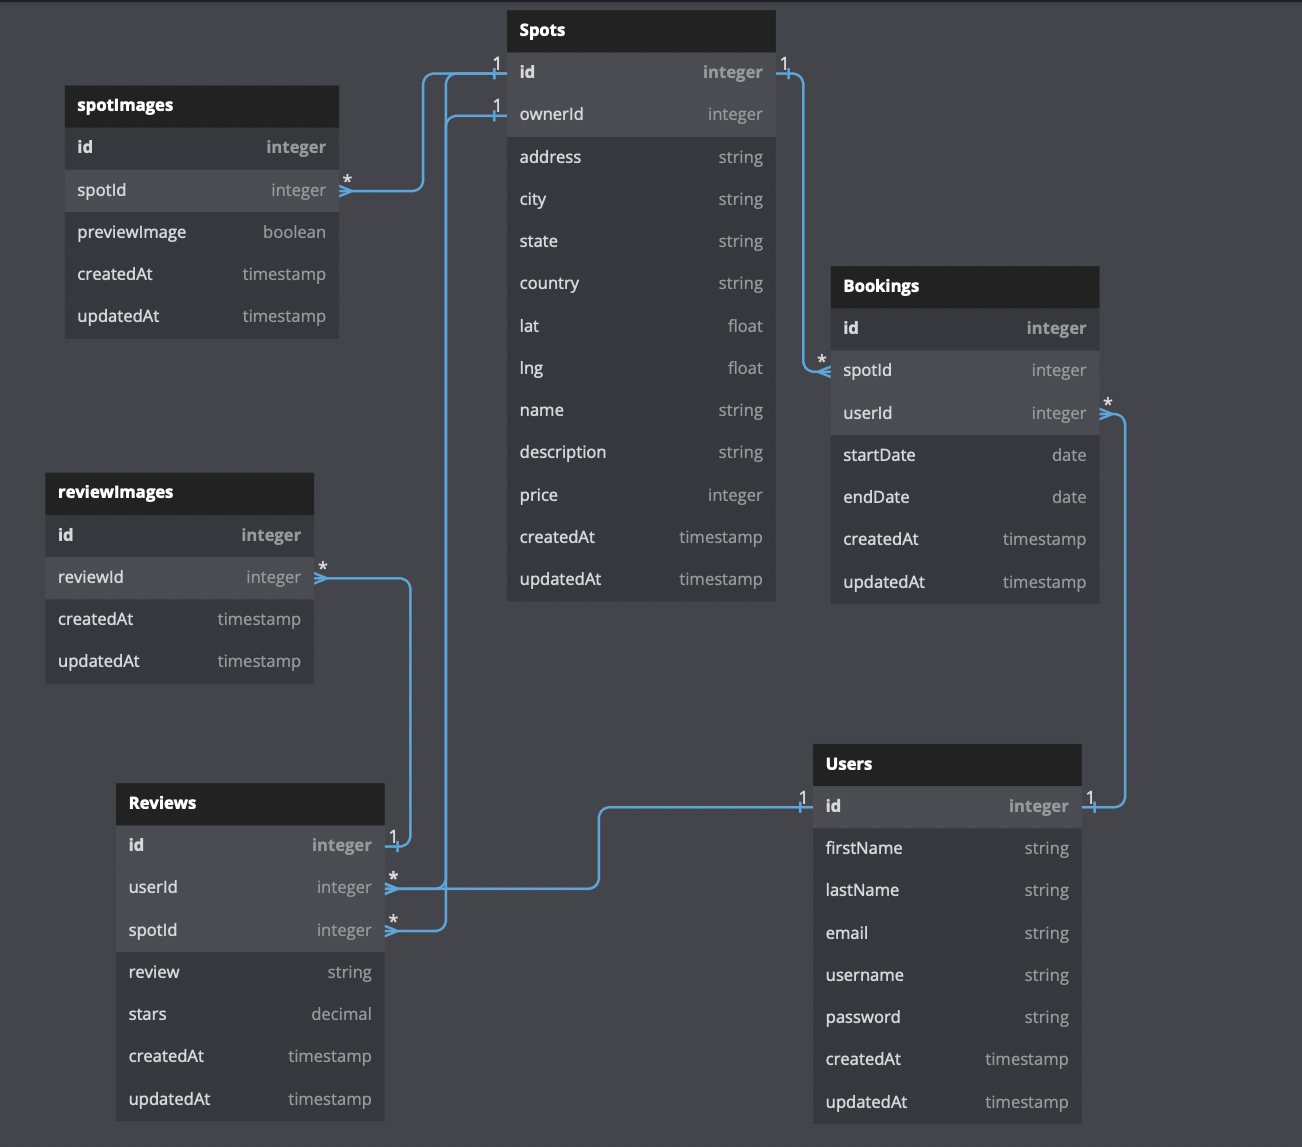 Spots
1 id integer 1
1 ownerId integer
address string
city string
state string
country string
lat float
lng float
name string
description string
price integer
createdAt timestamp
updatedAt timestamp
spotImages
id integer
spotId integer *
previewImage boolean
createdAt timestamp
updatedAt timestamp
Bookings
id integer
* spotId integer
userId integer *
startDate date
endDate date
createdAt timestamp
updatedAt timestamp
reviewImages
id integer
reviewId integer *
createdAt timestamp
updatedAt timestamp
Reviews
id integer 1
userId integer *
spotId integer *
review string
stars decimal
createdAt timestamp
updatedAt timestamp
Users
1 id integer 1
firstName string
lastName string
email string
username string
password string
createdAt timestamp
updatedAt timestamp